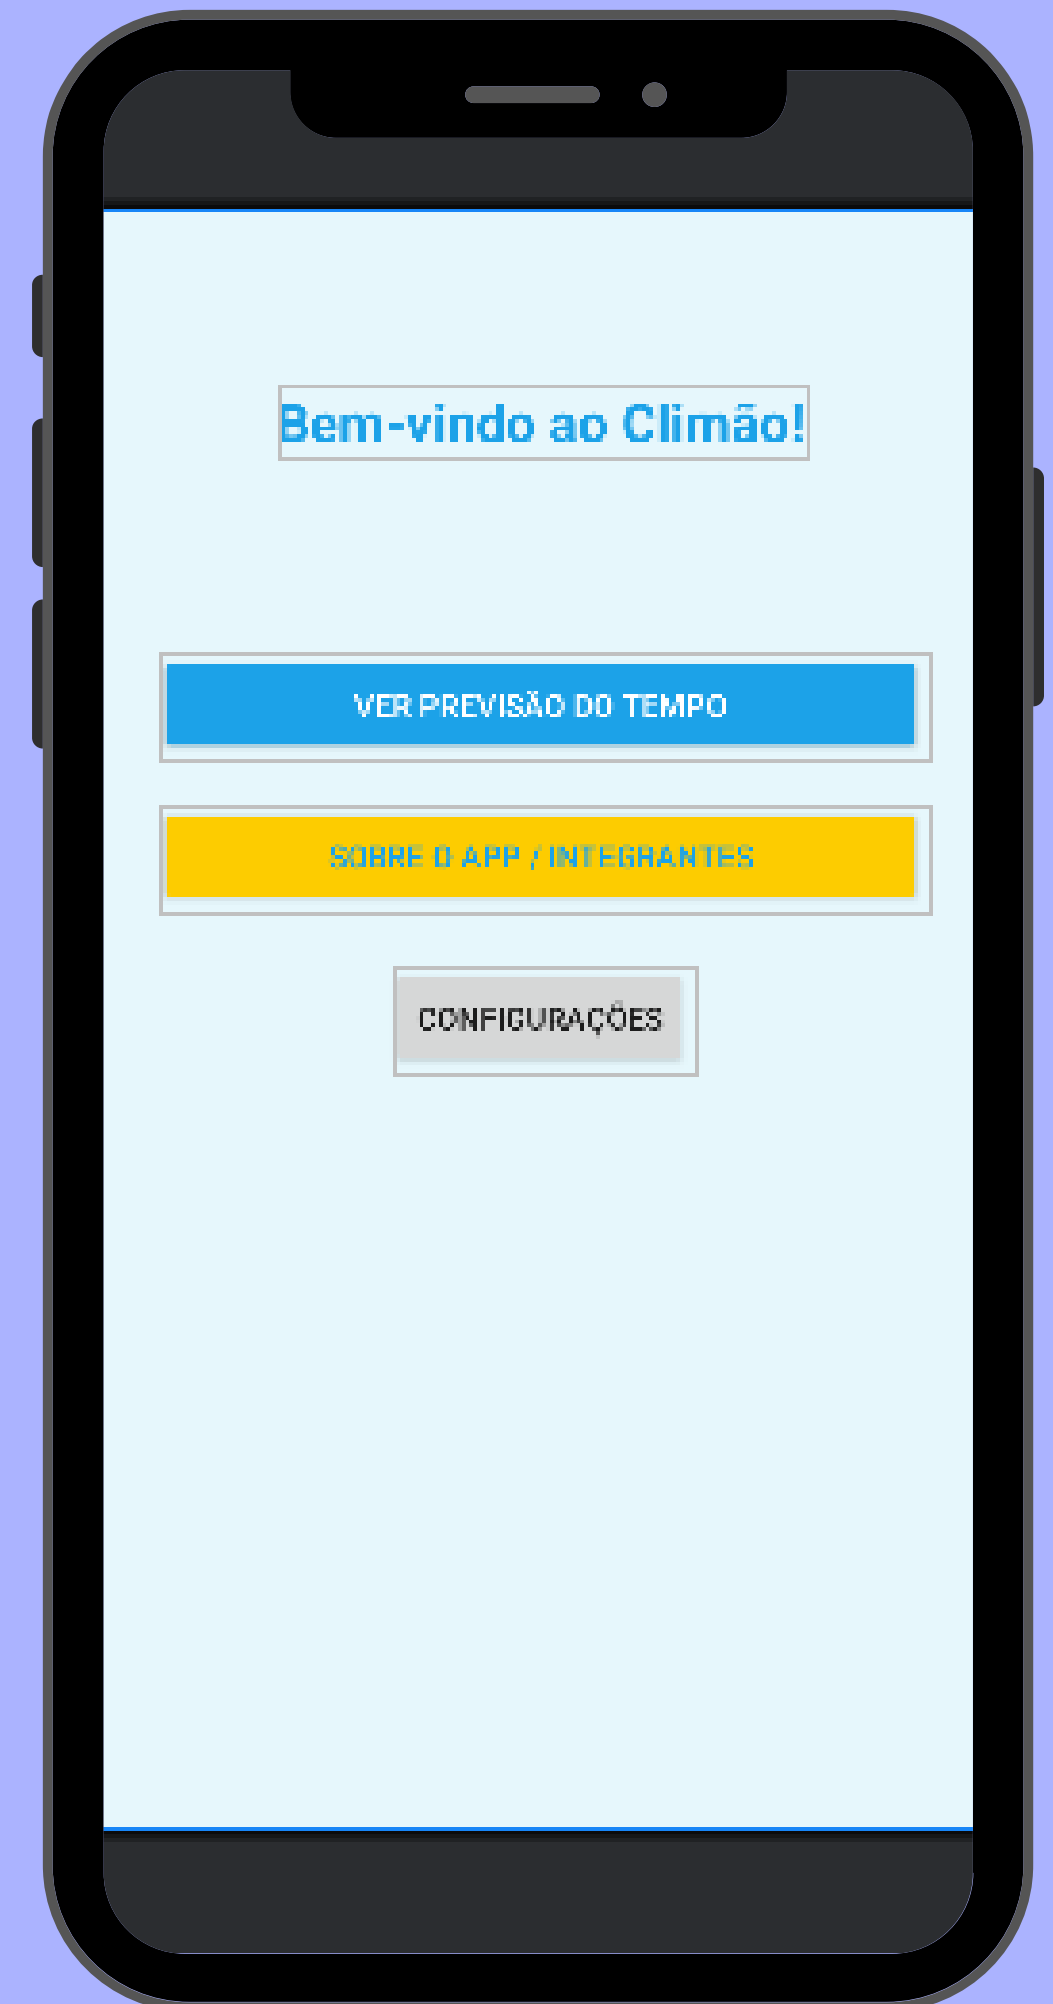 Bem-vindo ao Climão!
VER PREVISÃO DO TEMPO
SOBRE O APP / INTEGRANTES
CONFIGURAÇÕES